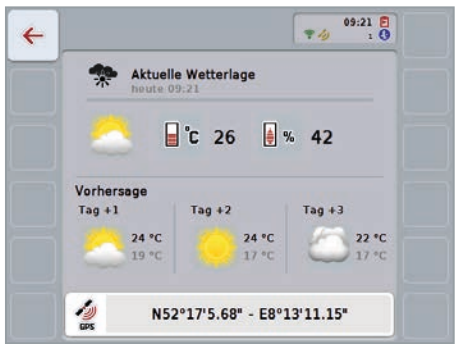 09:21
1
Aktuelle Wetterlage
heute 09:21
°C 26 % 42
Vorhersage
Tag +1 Tag +2 Tag +3
24 °C 24 °C 22 °C
19 °C 17 °C 17 °C
GPS N52°17'5.68" - E8°13'11.15"